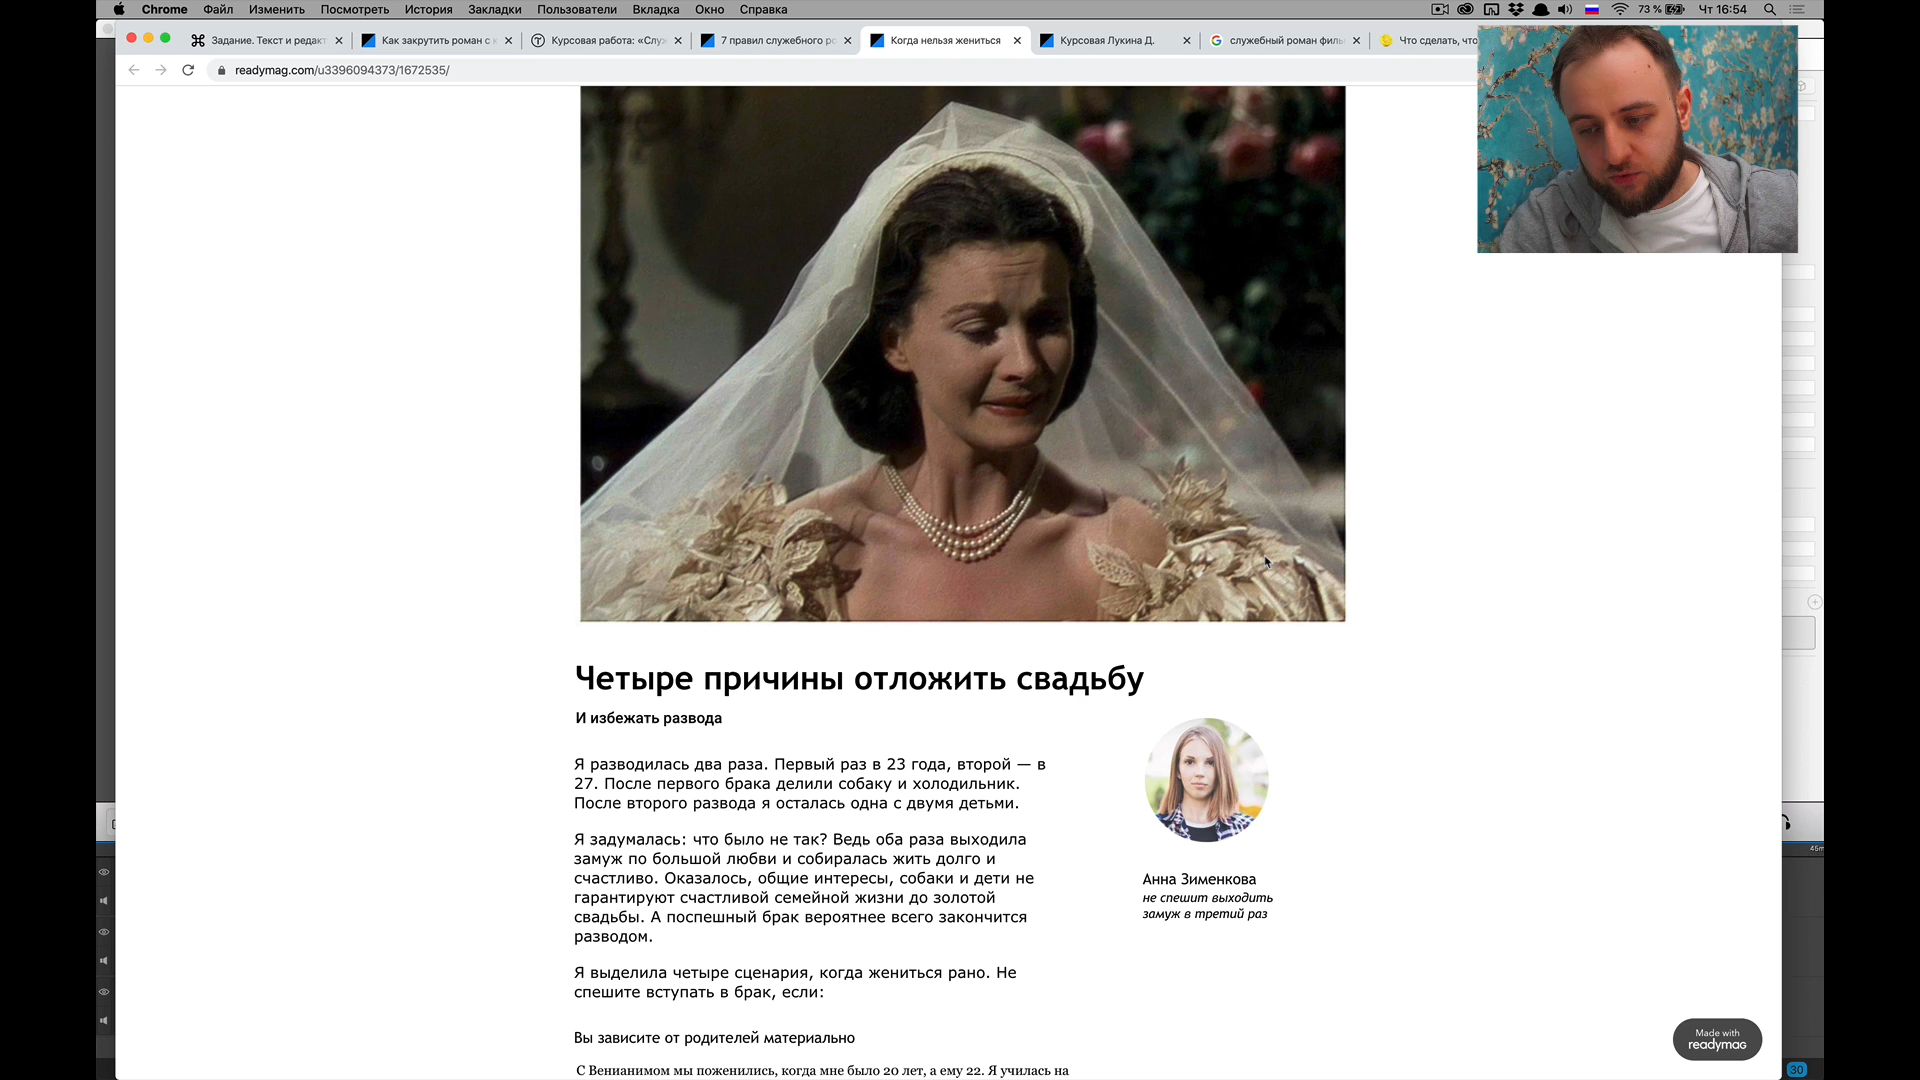 Chrome Файл Изменить Посмотреть История Закладки Пользователи Вкладка Окно Справка 73 % Чт 16:54
Задание. Текст и редакт
Как закрутить роман с к
Курсовая работа: «Служ
7 правил служебного ро
Когда нельзя жениться
Курсовая Лукина Д.
служебный роман филь
Что сделать, что
readymag.com/u3396094373/1672535/
Четыре причины отложить свадьбу
И избежать развода
Я разводилась два раза. Первый раз в 23 года, второй — в
27. После первого брака делили собаку и холодильник.
После второго развода я осталась одна с двумя детьми.
Я задумалась: что было не так? Ведь оба раза выходила
замуж по большой любви и собиралась жить долго и
счастливо. Оказалось, общие интересы, собаки и дети не
гарантируют счастливой семейной жизни до золотой
свадьбы. А поспешный брак вероятнее всего закончится
разводом.
Я выделила четыре сценария, когда жениться рано. Не
спешите вступать в брак, если:
Вы зависите от родителей материально
С Вениамином мы поженились, когда мне было 20 лет, а ему 22. Я училась на
Анна Зименкова
не спешит выходить
замуж в третий раз
Made with
readymag
45m
30